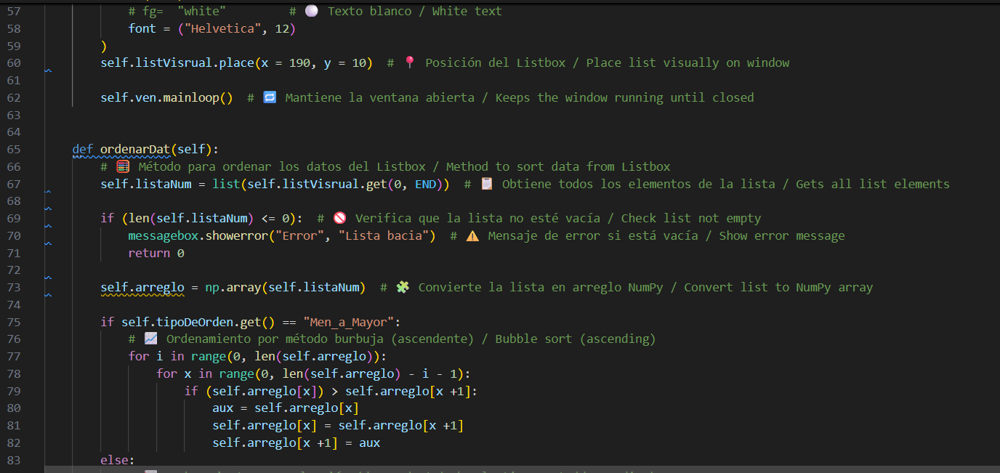 57 # fg= "white" # ⚪ Texto blanco / White text
58 font = ("Helvetica", 12)
59 )
60 self.listVisrual.place(x = 190, y = 10) # 📍 Posición del Listbox / Place list visually on window
61
62 self.ven.mainloop() # 🔁 Mantiene la ventana abierta / Keeps the window running until closed
63
64
65 def ordenarDat(self):
66 # 🧮 Método para ordenar los datos del Listbox / Method to sort data from Listbox
67 self.listaNum = list(self.listVisrual.get(0, END)) # 📋 Obtiene todos los elementos de la lista / Gets all list elements
68
69 if (len(self.listaNum) <= 0): # 🚫 Verifica que la lista no esté vacía / Check list not empty
70 messagebox.showerror("Error", "Lista bacia") # ⚠️ Mensaje de error si está vacía / Show error message
71 return 0
72
73 self.arreglo = np.array(self.listaNum) # 🧩 Convierte la lista en arreglo NumPy / Convert list to NumPy array
74
75 if self.tipoDeOrden.get() == "Men_a_Mayor":
76 # 📈 Ordenamiento por método burbuja (ascendente) / Bubble sort (ascending)
77 for i in range(0, len(self.arreglo)):
78 for x in range(0, len(self.arreglo) - i - 1):
79 if (self.arreglo[x]) > self.arreglo[x +1]:
80 aux = self.arreglo[x]
81 self.arreglo[x] = self.arreglo[x +1]
82 self.arreglo[x +1] = aux
83 else: